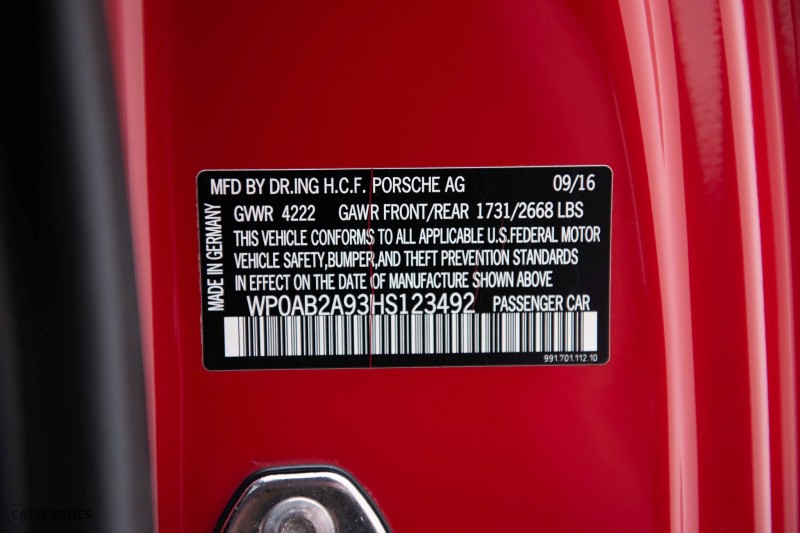 MFD BY DR.ING H.C.F. PORSCHE AG 09/16
GVWR 4222 GAWR FRONT/REAR 1731/2668 LBS
THIS VEHICLE CONFORMS TO ALL APPLICABLE U.S.FEDERAL MOTOR
VEHICLE SAFETY,BUMPER,AND THEFT PREVENTION STANDARDS
IN EFFECT ON THE DATE OF MANUFACTURE SHOWN ABOVE
WP0AB2A93HS123492 PASSENGER CAR
991.701.112.10
MADE IN GERMANY